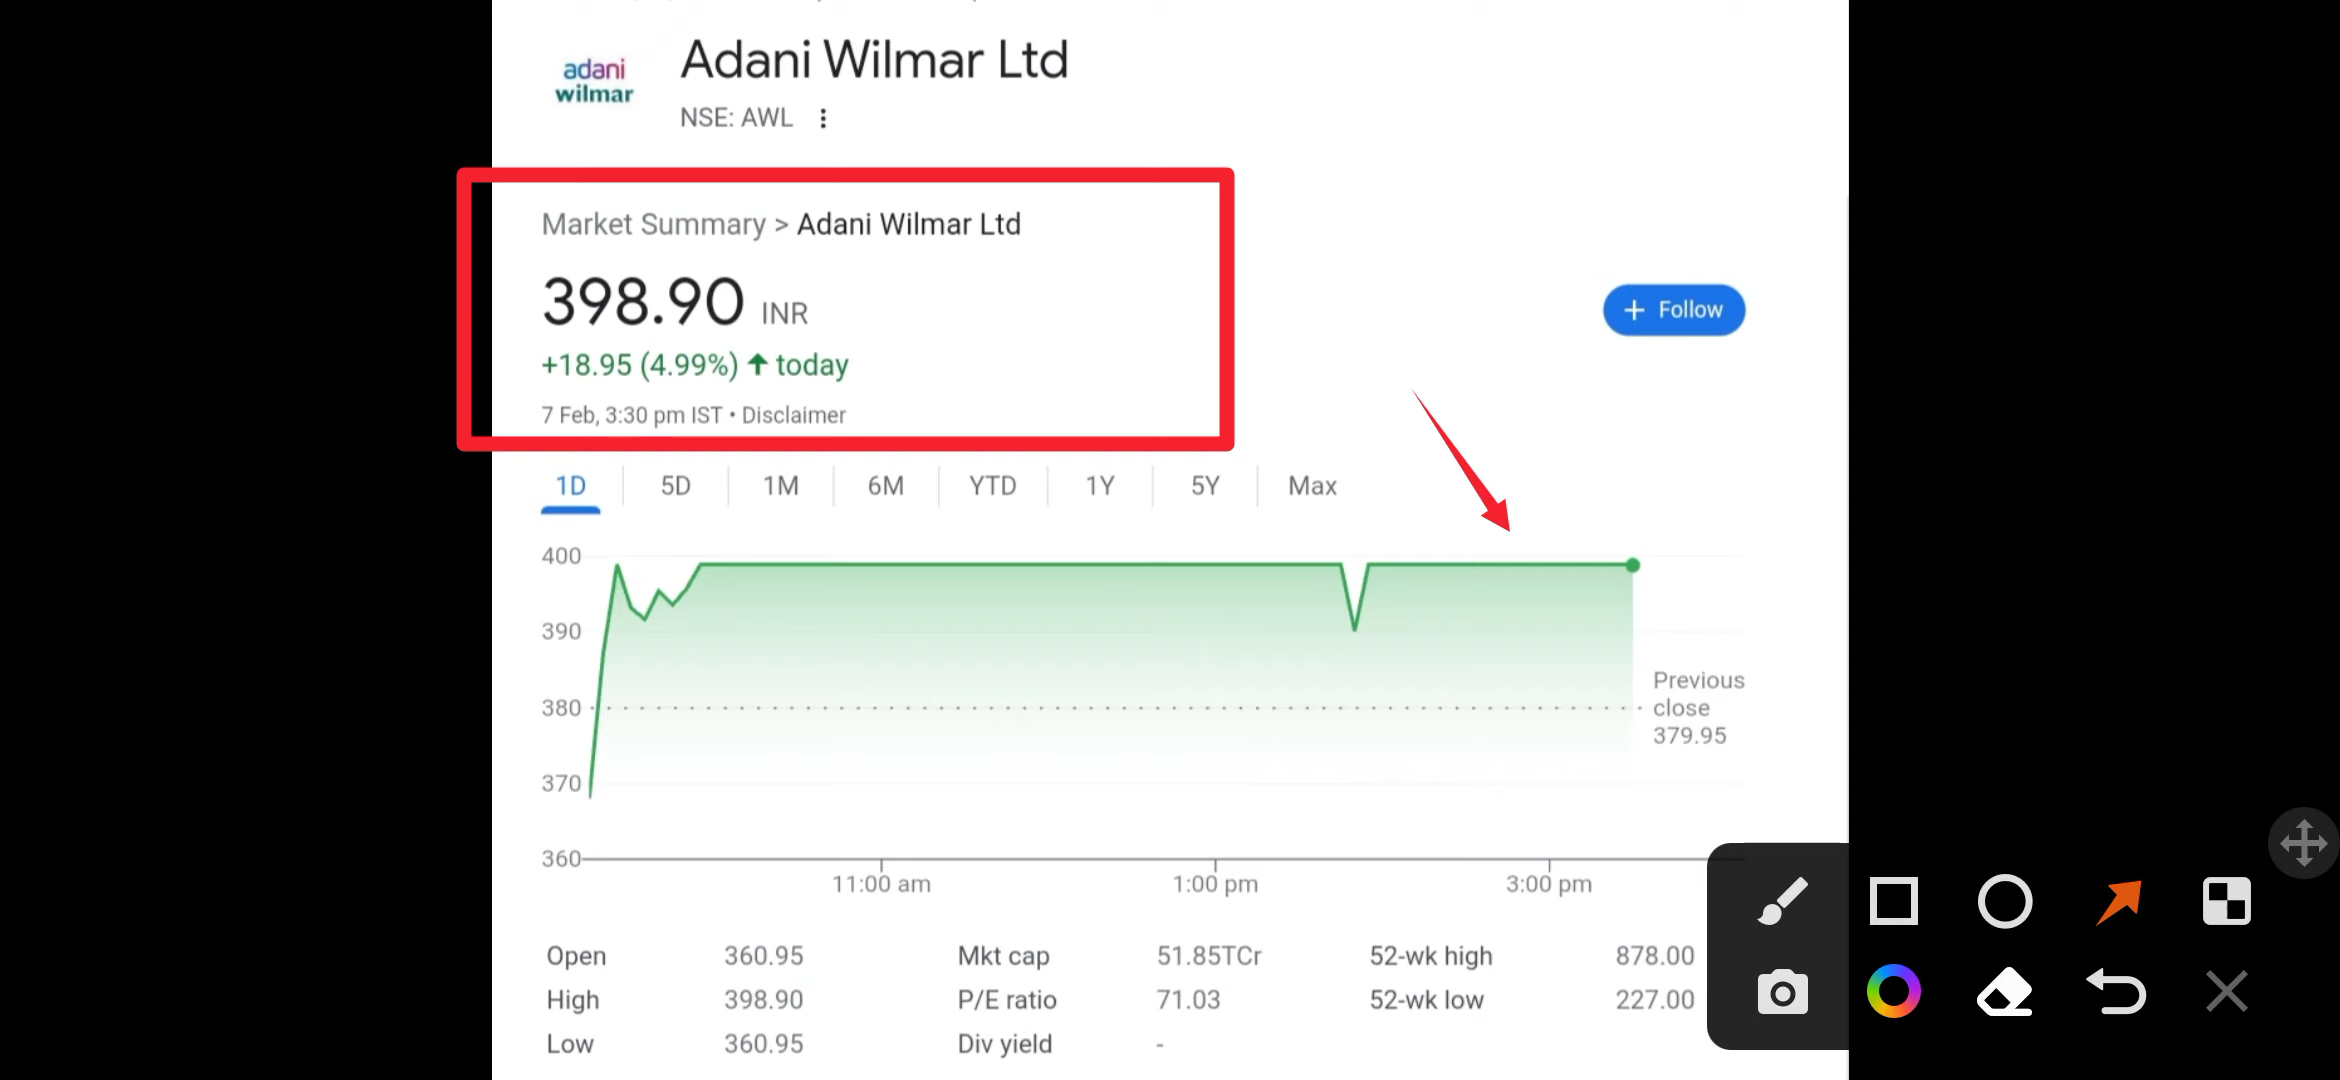 adani
wilmar
Adani Wilmar Ltd
NSE: AWL
Market Summary > Adani Wilmar Ltd
398.90 INR
+18.95 (4.99%) ↑ today
7 Feb, 3:30 pm IST • Disclaimer
+ Follow
1D 5D 1M 6M YTD 1Y 5Y Max
400
390
380
370
360
Previous
close
379.95
11:00 am 1:00 pm 3:00 pm
Open 360.95 Mkt cap 51.85TCr 52-wk high 878.00
High 398.90 P/E ratio 71.03 52-wk low 227.00
Low 360.95 Div yield -